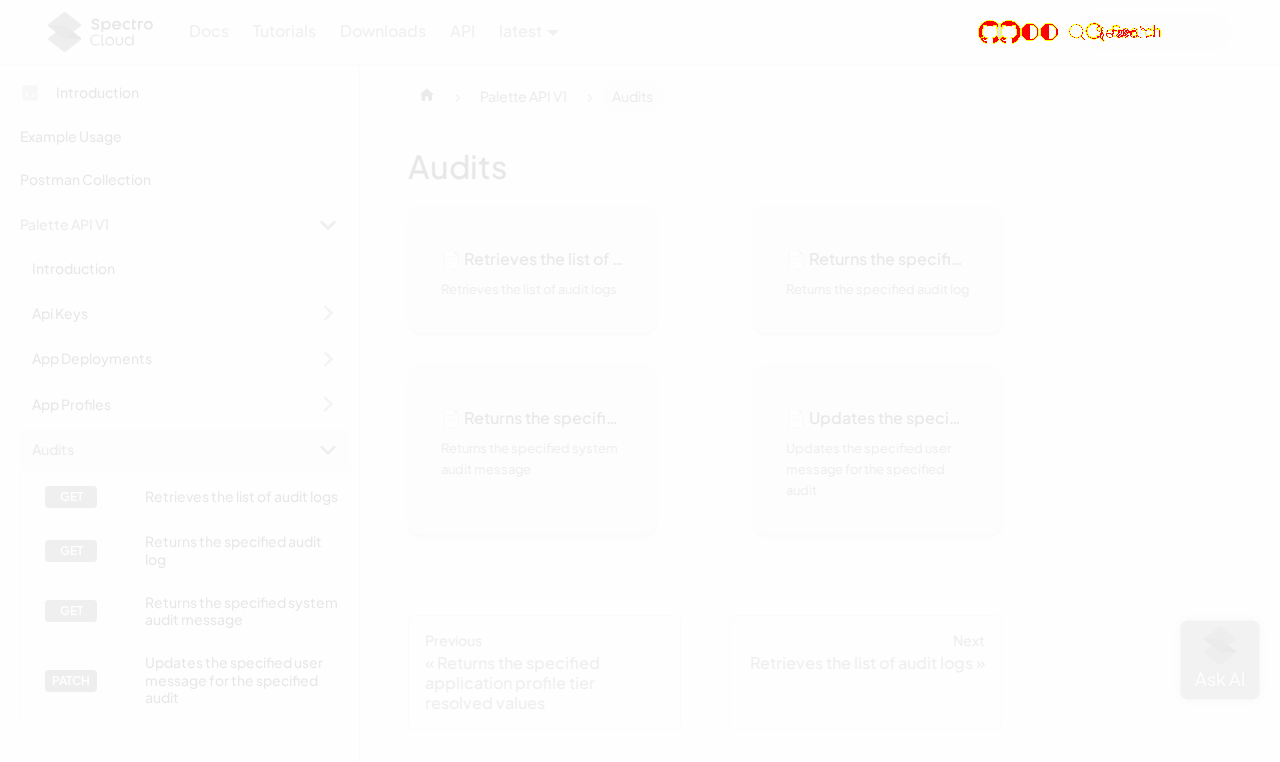 Spectro Cloud
Docs
Tutorials
Downloads
API
latest
Search
Introduction
Example Usage
Postman Collection
Palette API V1
Introduction
Api Keys
App Deployments
App Profiles
Audits
GET Retrieves the list of audit logs
GET Returns the specified audit
log
GET Returns the specified system
audit message
PATCH Updates the specified user
message for the specified
audit
Palette API V1
Audits
Audits
Retrieves the list of …
Retrieves the list of audit logs
Returns the specifi…
Returns the specified audit log
Returns the specifi…
Returns the specified system
audit message
Updates the speci…
Updates the specified user
message for the specified
audit
Previous
« Returns the specified
application profile tier
resolved values
Next
Retrieves the list of audit logs »
Ask AI